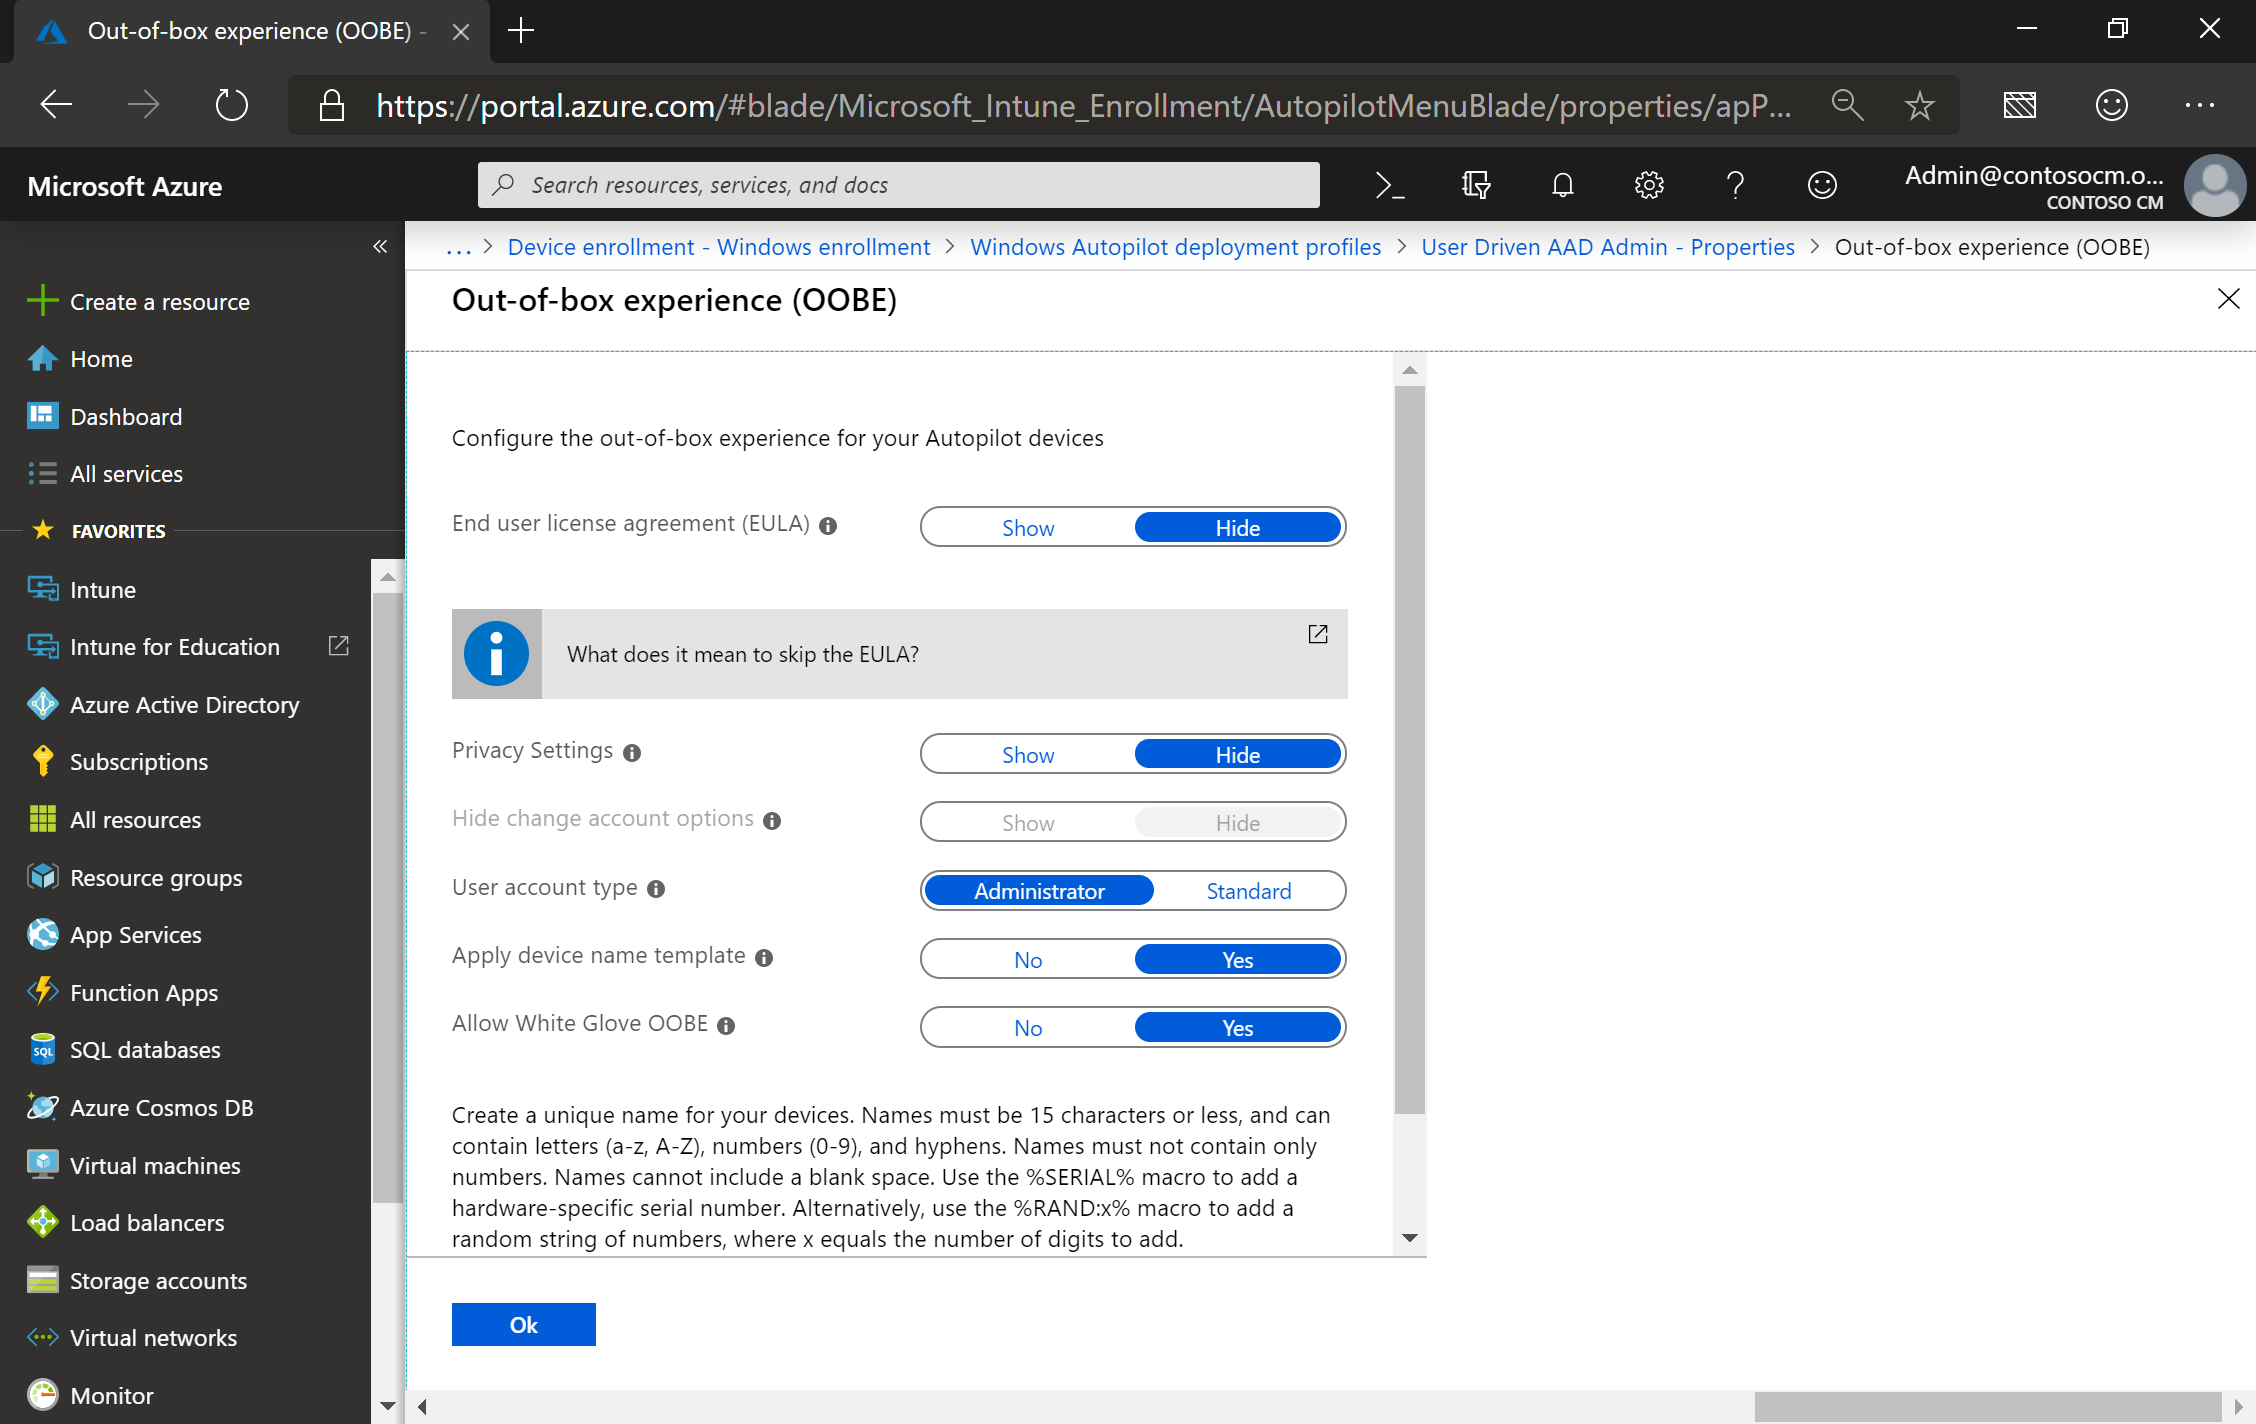 Out-of-box experience (OOBE) -
https://portal.azure.com/#blade/Microsoft_Intune_Enrollment/AutopilotMenuBlade/properties/apP...
Microsoft Azure
Search resources, services, and docs
Admin@contosocm.o...
CONTOSO CM
... > Device enrollment - Windows enrollment > Windows Autopilot deployment profiles > User Driven AAD Admin - Properties > Out-of-box experience (OOBE)
Create a resource
Home
Dashboard
All services
FAVORITES
Intune
Intune for Education
Azure Active Directory
Subscriptions
All resources
Resource groups
App Services
Function Apps
SQL
SQL databases
Azure Cosmos DB
Virtual machines
Load balancers
Storage accounts
Virtual networks
Monitor
Out-of-box experience (OOBE)
Configure the out-of-box experience for your Autopilot devices
End user license agreement (EULA) Show Hide
What does it mean to skip the EULA?
Privacy Settings Show Hide
Hide change account options Show Hide
User account type Administrator Standard
Apply device name template No Yes
Allow White Glove OOBE No Yes
Create a unique name for your devices. Names must be 15 characters or less, and can
contain letters (a-z, A-Z), numbers (0-9), and hyphens. Names must not contain only
numbers. Names cannot include a blank space. Use the %SERIAL% macro to add a
hardware-specific serial number. Alternatively, use the %RAND:x% macro to add a
random string of numbers, where x equals the number of digits to add.
Ok